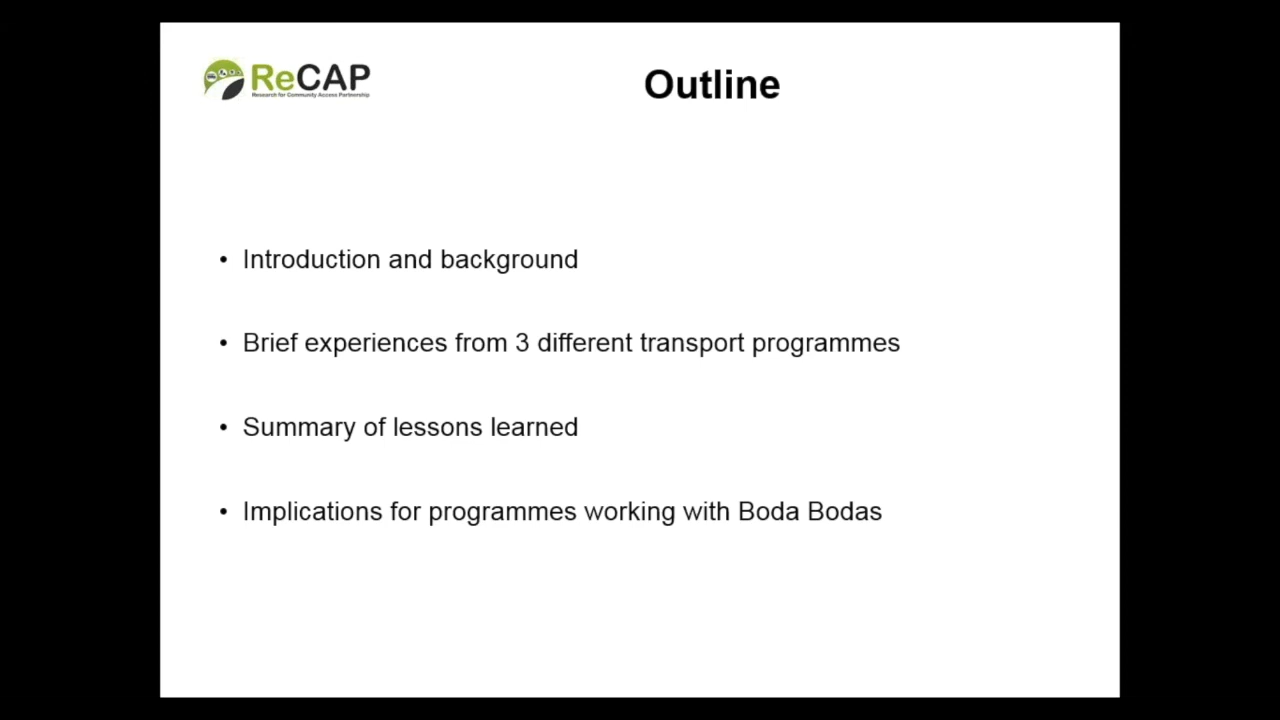 ReCAP
Research for Community Access Partnership
Outline
• Introduction and background
• Brief experiences from 3 different transport programmes
• Summary of lessons learned
• Implications for programmes working with Boda Bodas